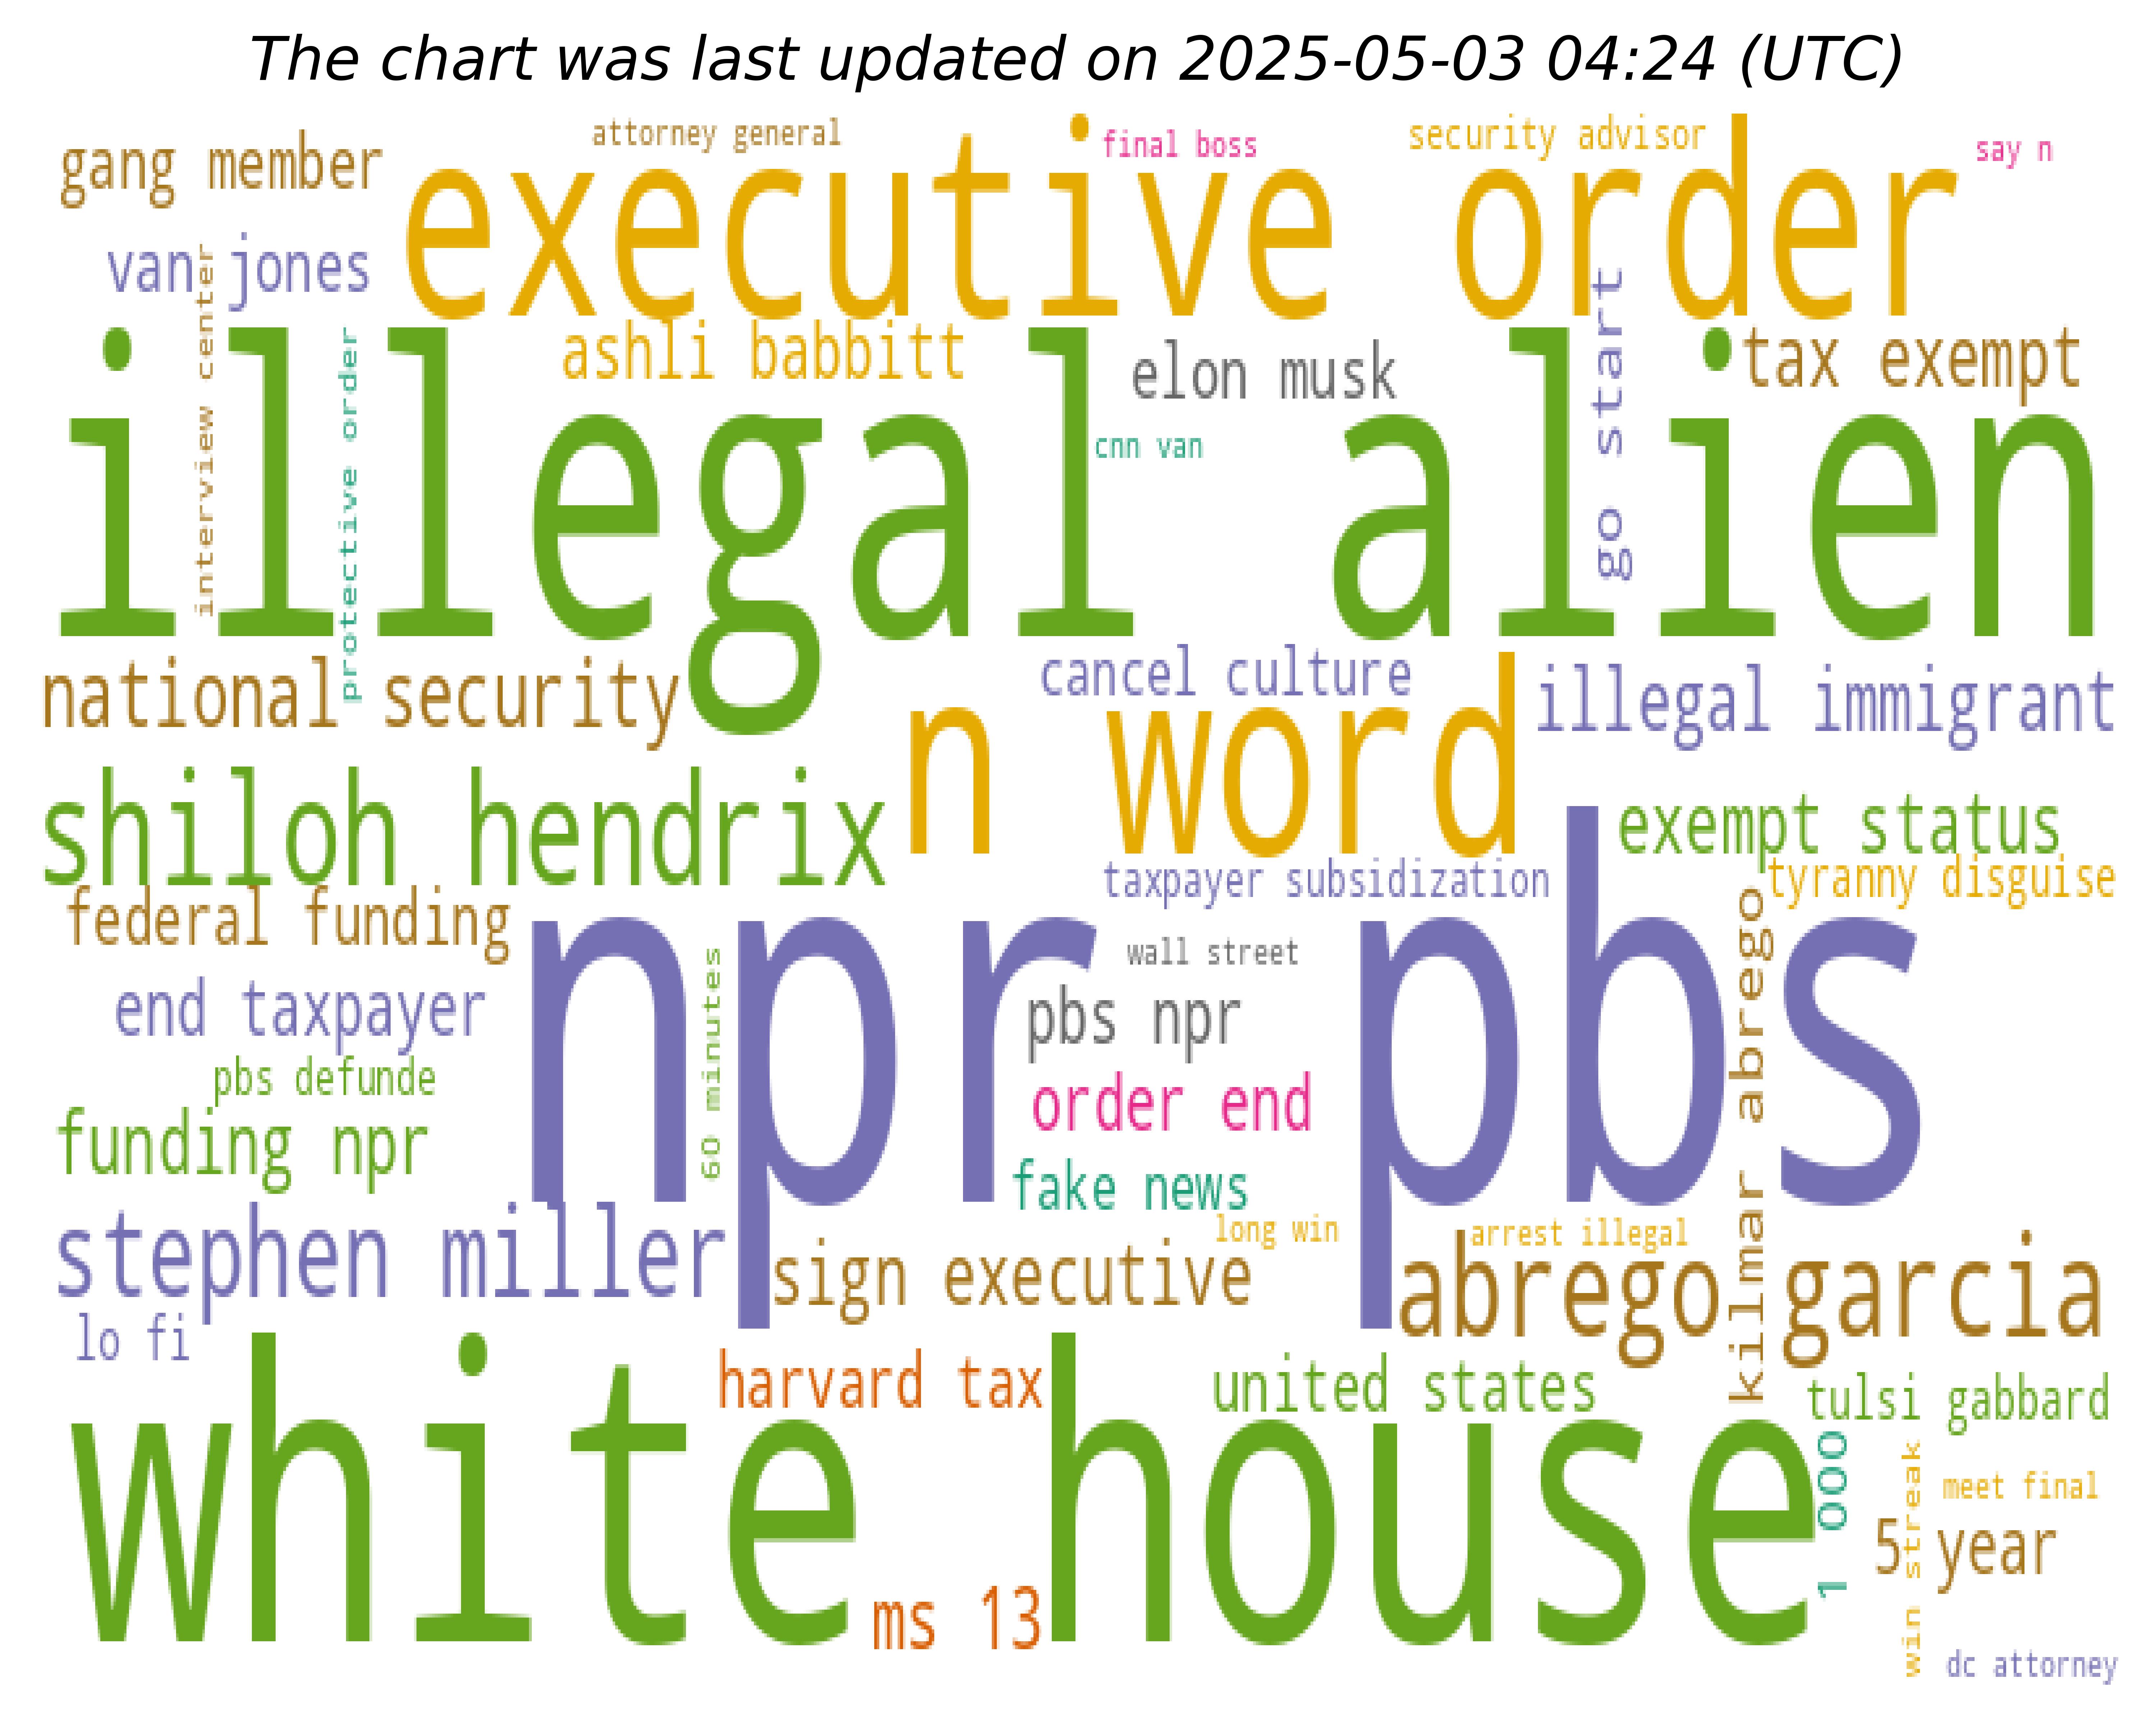 The chart was last updated on 2025-05-03 04:24 (UTC)
attorney general
final boss
security advisor
say n
gang member
executive order
van jones
interview center
protective order
ashli babbitt
elon musk
go start
tax exempt
cnn van
illegal alien
national security
cancel culture
illegal immigrant
n word
shiloh hendrix
exempt status
taxpayer subsidization
tyranny disguise
federal funding
wall street
npr pbs
end taxpayer
60 minutes
pbs npr
kilmar abrego
pbs defunde
order end
funding npr
fake news
long win
arrest illegal
stephen miller
sign executive
abrego garcia
lo fi
harvard tax
united states
tulsi gabbard
white house
1 000
win streak
meet final
5 year
ms 13
dc attorney